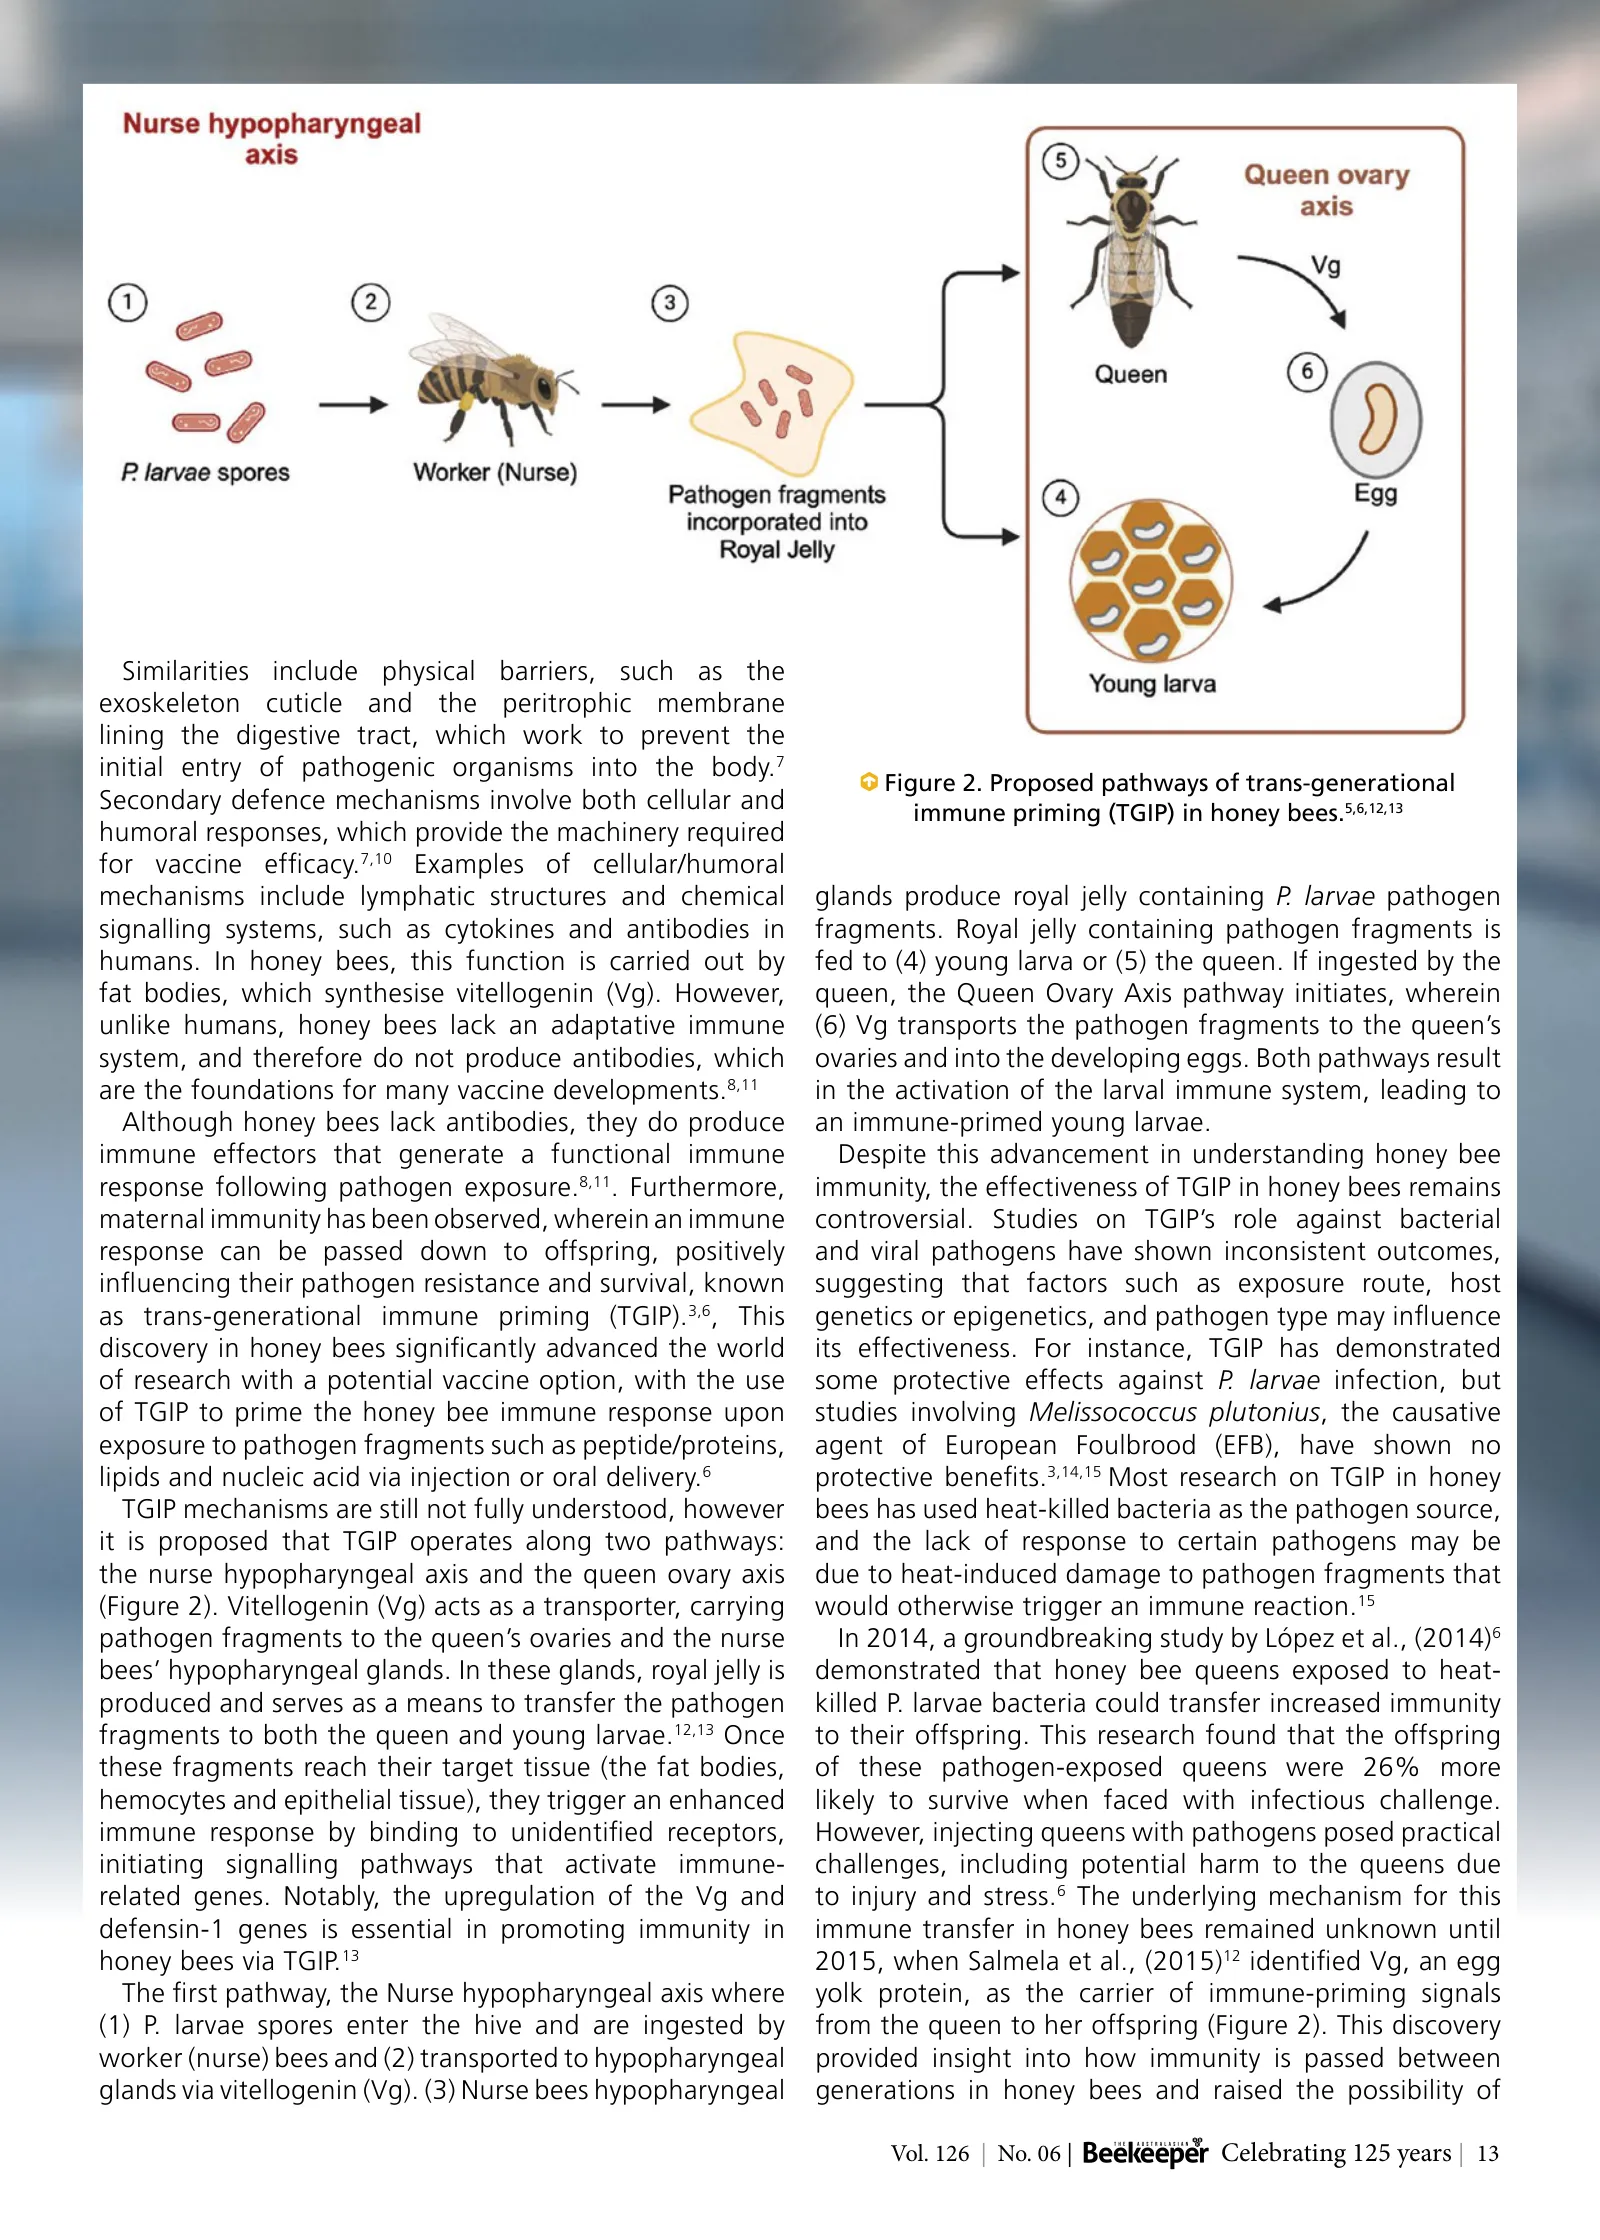 Nurse hypopharyngeal
axis
1
P. larvae spores
2
Worker (Nurse)
3
Pathogen fragments
incorporated into
Royal Jelly
5
Queen ovary
axis
Queen
Vg
6
Egg
4
Young larva
Figure 2. Proposed pathways of trans-generational
immune priming (TGIP) in honey bees.5,6,12,13
Similarities include physical barriers, such as the
exoskeleton cuticle and the peritrophic membrane
lining the digestive tract, which work to prevent the
initial entry of pathogenic organisms into the body.7
Secondary defence mechanisms involve both cellular and
humoral responses, which provide the machinery required
for vaccine efficacy.7,10 Examples of cellular/humoral
mechanisms include lymphatic structures and chemical
signalling systems, such as cytokines and antibodies in
humans. In honey bees, this function is carried out by
fat bodies, which synthesise vitellogenin (Vg). However,
unlike humans, honey bees lack an adaptative immune
system, and therefore do not produce antibodies, which
are the foundations for many vaccine developments.8,11
Although honey bees lack antibodies, they do produce
immune effectors that generate a functional immune
response following pathogen exposure.8,11. Furthermore,
maternal immunity has been observed, wherein an immune
response can be passed down to offspring, positively
influencing their pathogen resistance and survival, known
as trans-generational immune priming (TGIP).3,6, This
discovery in honey bees significantly advanced the world
of research with a potential vaccine option, with the use
of TGIP to prime the honey bee immune response upon
exposure to pathogen fragments such as peptide/proteins,
lipids and nucleic acid via injection or oral delivery.6
TGIP mechanisms are still not fully understood, however
it is proposed that TGIP operates along two pathways:
the nurse hypopharyngeal axis and the queen ovary axis
(Figure 2). Vitellogenin (Vg) acts as a transporter, carrying
pathogen fragments to the queen's ovaries and the nurse
bees' hypopharyngeal glands. In these glands, royal jelly is
produced and serves as a means to transfer the pathogen
fragments to both the queen and young larvae.12,13 Once
these fragments reach their target tissue (the fat bodies,
hemocytes and epithelial tissue), they trigger an enhanced
immune response by binding to unidentified receptors,
initiating signalling pathways that activate immune-
related genes. Notably, the upregulation of the Vg and
defensin-1 genes is essential in promoting immunity in
honey bees via TGIP.13
The first pathway, the Nurse hypopharyngeal axis where
(1) P. larvae spores enter the hive and are ingested by
worker (nurse) bees and (2) transported to hypopharyngeal
glands via vitellogenin (Vg). (3) Nurse bees hypopharyngeal
glands produce royal jelly containing P. larvae pathogen
fragments. Royal jelly containing pathogen fragments is
fed to (4) young larva or (5) the queen. If ingested by the
queen, the Queen Ovary Axis pathway initiates, wherein
(6) Vg transports the pathogen fragments to the queen's
ovaries and into the developing eggs. Both pathways result
in the activation of the larval immune system, leading to
an immune-primed young larvae.
Despite this advancement in understanding honey bee
immunity, the effectiveness of TGIP in honey bees remains
controversial. Studies on TGIP's role against bacterial
and viral pathogens have shown inconsistent outcomes,
suggesting that factors such as exposure route, host
genetics or epigenetics, and pathogen type may influence
its effectiveness. For instance, TGIP has demonstrated
some protective effects against P. larvae infection, but
studies involving Melissococcus plutonius, the causative
agent of European Foulbrood (EFB), have shown no
protective benefits.3,14,15 Most research on TGIP in honey
bees has used heat-killed bacteria as the pathogen source,
and the lack of response to certain pathogens may be
due to heat-induced damage to pathogen fragments that
would otherwise trigger an immune reaction.15
In 2014, a groundbreaking study by López et al., (2014)6
demonstrated that honey bee queens exposed to heat-
killed P. larvae bacteria could transfer increased immunity
to their offspring. This research found that the offspring
of these pathogen-exposed queens were 26% more
likely to survive when faced with infectious challenge.
However, injecting queens with pathogens posed practical
challenges, including potential harm to the queens due
to injury and stress.6 The underlying mechanism for this
immune transfer in honey bees remained unknown until
2015, when Salmela et al., (2015)12 identified Vg, an egg
yolk protein, as the carrier of immune-priming signals
from the queen to her offspring (Figure 2). This discovery
provided insight into how immunity is passed between
generations in honey bees and raised the possibility of
Vol. 126 | No. 06 | THE AUSTRALASIAN Beekeeper Celebrating 125 years | 13